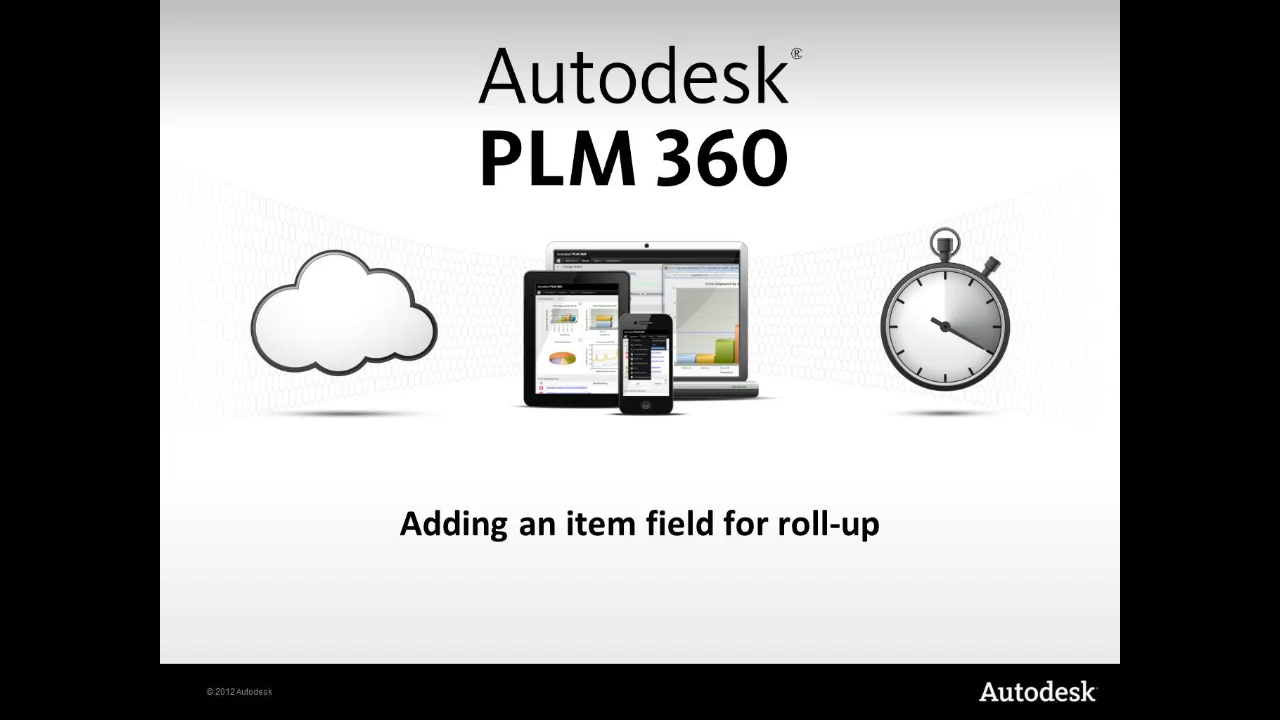 Autodesk®
PLM 360
Adding an item field for roll-up
© 2012 Autodesk
Autodesk